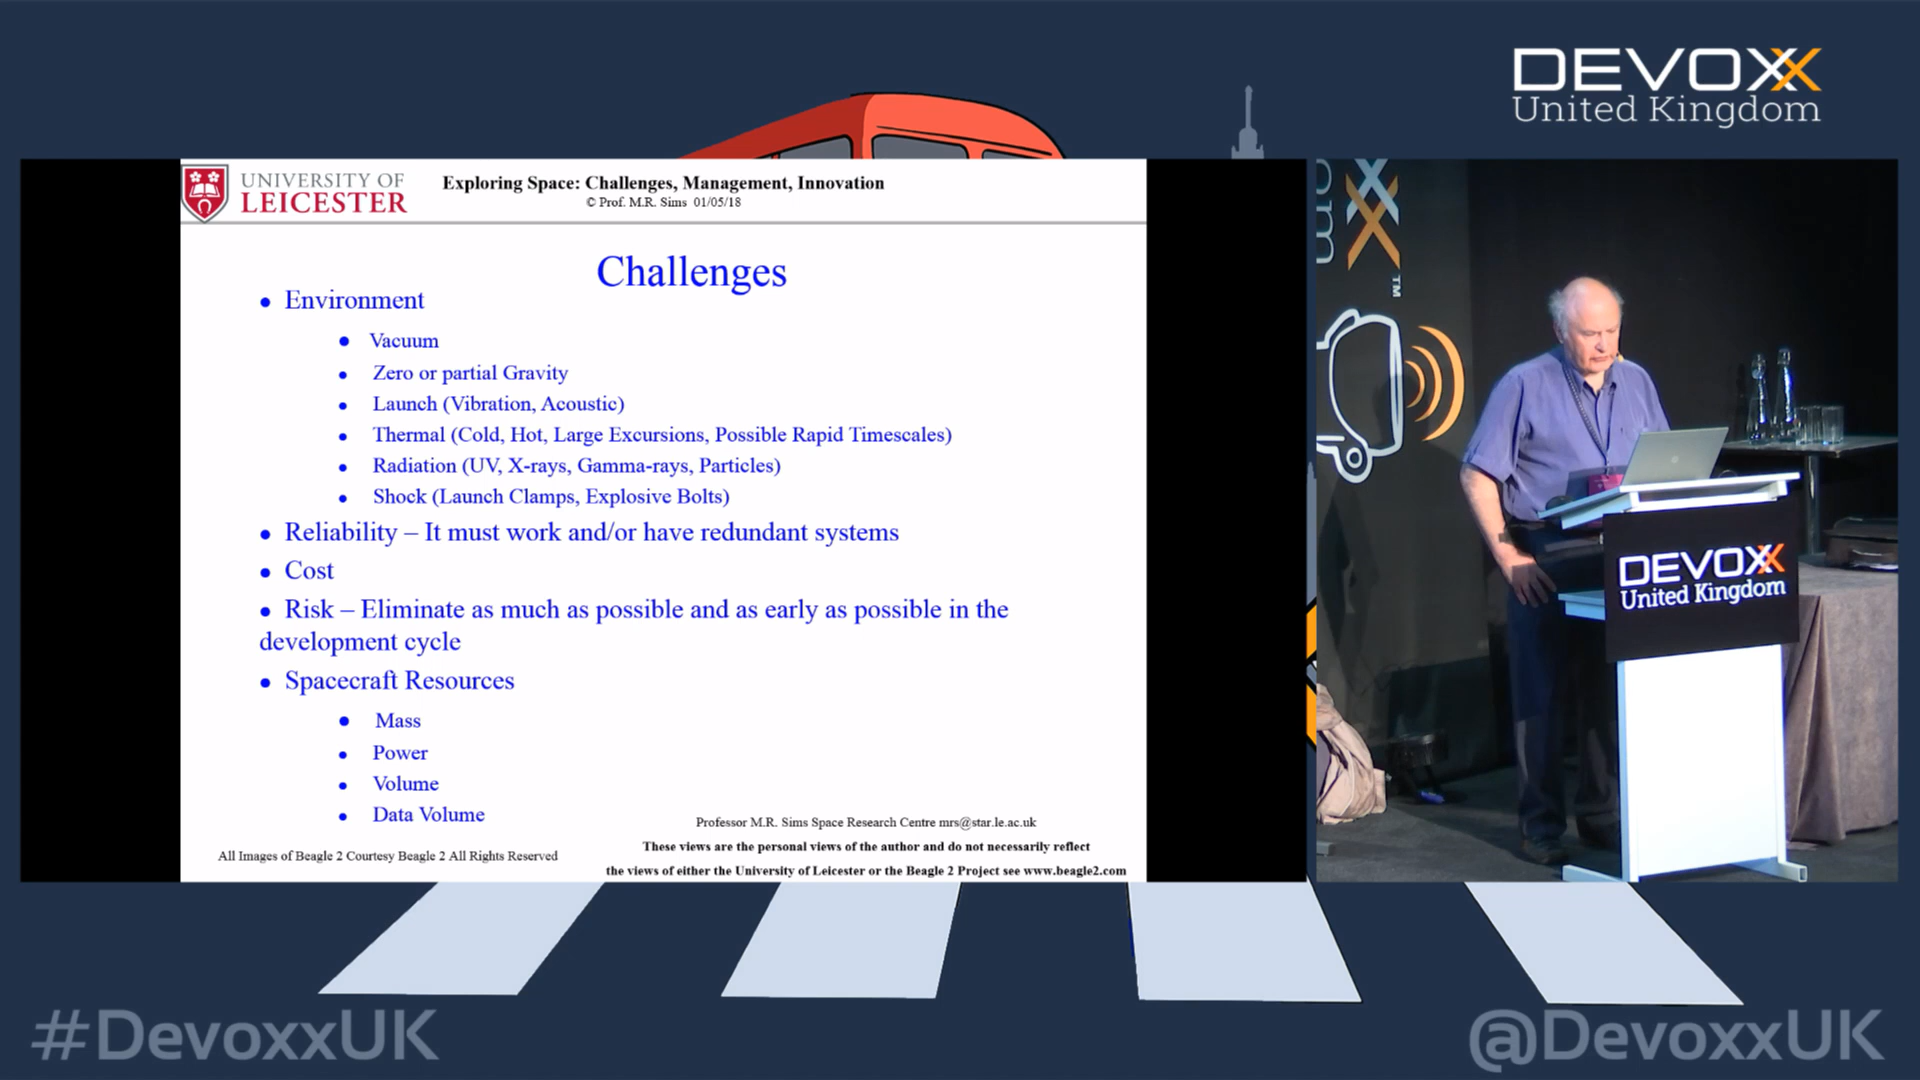 DEVOXX
United Kingdom
UNIVERSITY OF
LEICESTER
Exploring Space: Challenges, Management, Innovation
© Prof. M.R. Sims 01/05/18
Challenges
• Environment
• Vacuum
• Zero or partial Gravity
• Launch (Vibration, Acoustic)
• Thermal (Cold, Hot, Large Excursions, Possible Rapid Timescales)
• Radiation (UV, X-rays, Gamma-rays, Particles)
• Shock (Launch Clamps, Explosive Bolts)
• Reliability – It must work and/or have redundant systems
• Cost
• Risk – Eliminate as much as possible and as early as possible in the
development cycle
• Spacecraft Resources
• Mass
• Power
• Volume
• Data Volume
Professor M.R. Sims Space Research Centre mrs@star.le.ac.uk
These views are the personal views of the author and do not necessarily reflect
the views of either the University of Leicester or the Beagle 2 Project see www.beagle2.com
All Images of Beagle 2 Courtesy Beagle 2 All Rights Reserved
TM
DEVOXX
United Kingdom
#DevoxxUK
@DevoxxUK